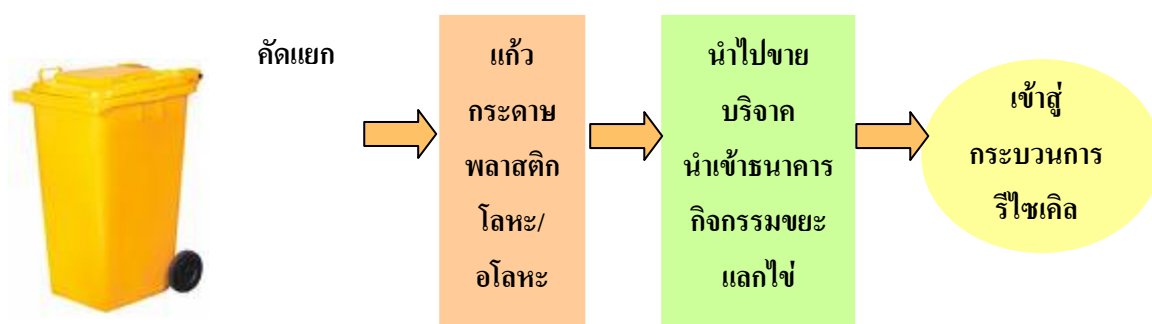 คัดแยก
แก้ว
กระดาษ
พลาสติก
โลหะ/
อโลหะ
นำไปขาย
บริจาค
นำเข้าธนาคาร
กิจกรรมขยะ
แลกไข่
เข้าสู่
กระบวนการ
รีไซเคิล